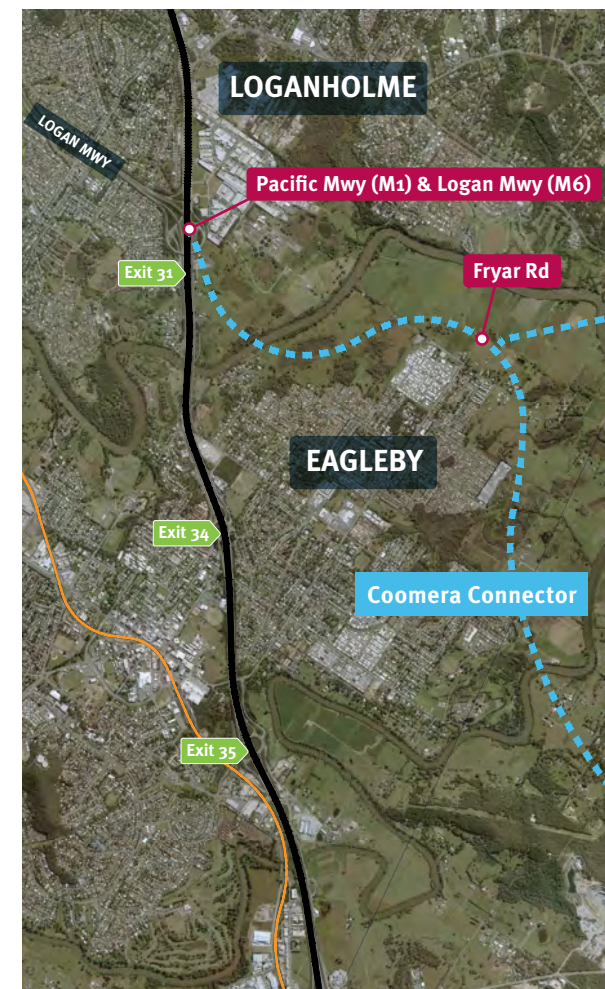 LOGANHOLME
LOGAN MWY
Pacific Mwy (M1) & Logan Mwy (M6)
Exit 31
Fryar Rd
EAGLEBY
Exit 34
Coomera Connector
Exit 35